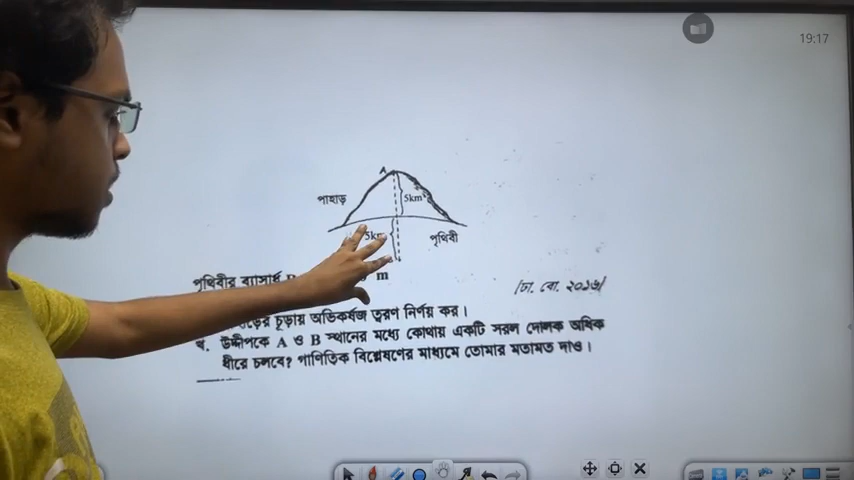 19:17
A
পাহাড়
5km
5km
পৃথিবী
পৃথিবীর ব্যাসার্ধ m
[ঢা. বো. ২০১৬]
চূড়ায় অভিকর্ষজ ত্বরণ নির্ণয় কর।
খ. উদ্দীপকে A ও B স্থানের মধ্যে কোথায় একটি সরল দোলক অধিক
ধীরে চলবে? গাণিতিক বিশ্লেষণের মাধ্যমে তোমার মতামত দাও।